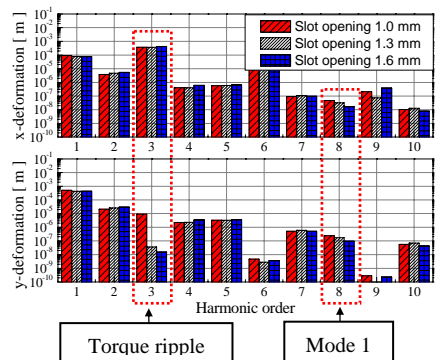 Slot opening 1.0 mm
Slot opening 1.3 mm
Slot opening 1.6 mm
x-deformation [ m ]
10^-1
10^-2
10^-3
10^-4
10^-5
10^-6
10^-7
10^-8
10^-9
10^-10
1 2 3 4 5 6 7 8 9 10
y-deformation [ m ]
10^-1
10^-2
10^-3
10^-4
10^-5
10^-6
10^-7
10^-8
10^-9
10^-10
1 2 3 4 5 6 7 8 9 10
Harmonic order
Torque ripple
Mode 1